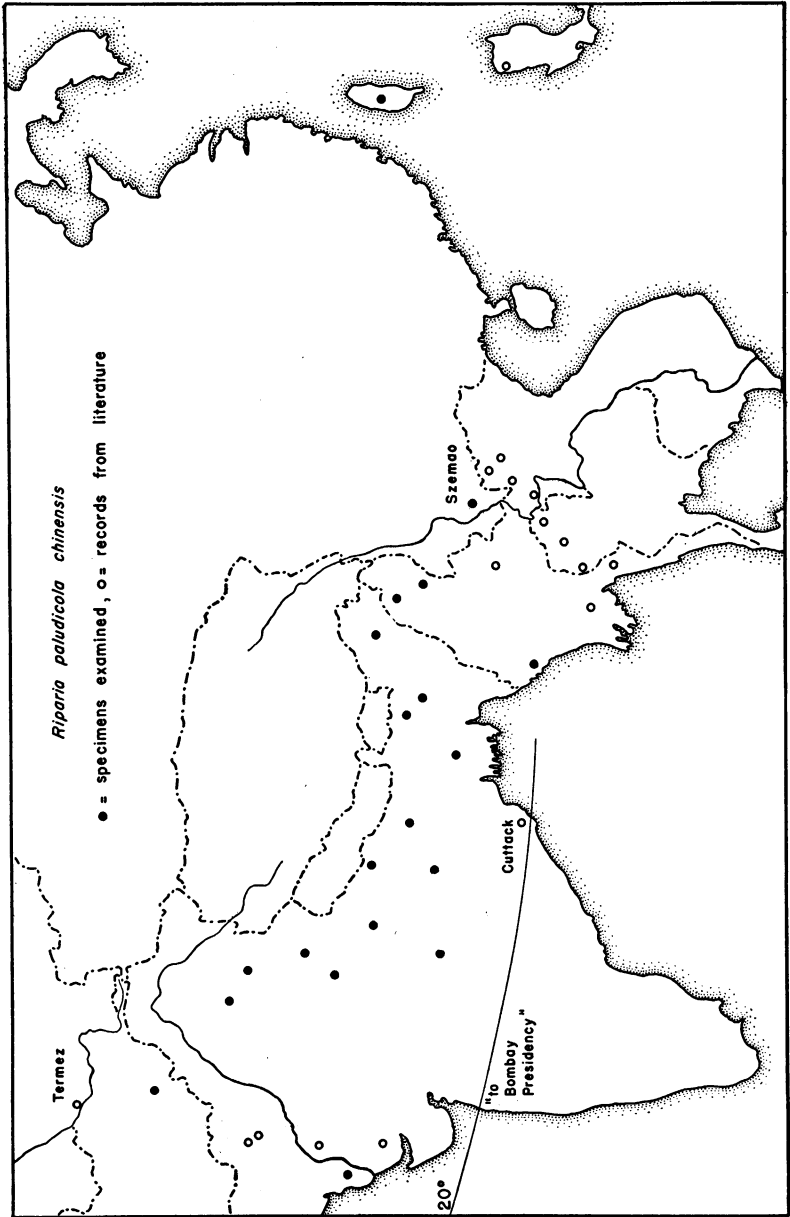 Riparia paludicola chinensis
● = specimens examined, o = records from literature
Termez
Szemao
Cuttack
"to
Bombay
Presidency"
20°